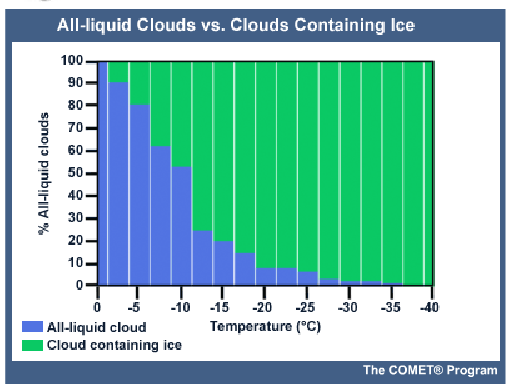 All-liquid Clouds vs. Clouds Containing Ice
100
90
80
70
60
50
40
30
20
10
0
% All-liquid clouds
0 -5 -10 -15 -20 -25 -30 -35 -40
Temperature (°C)
All-liquid cloud
Cloud containing ice
The COMET® Program